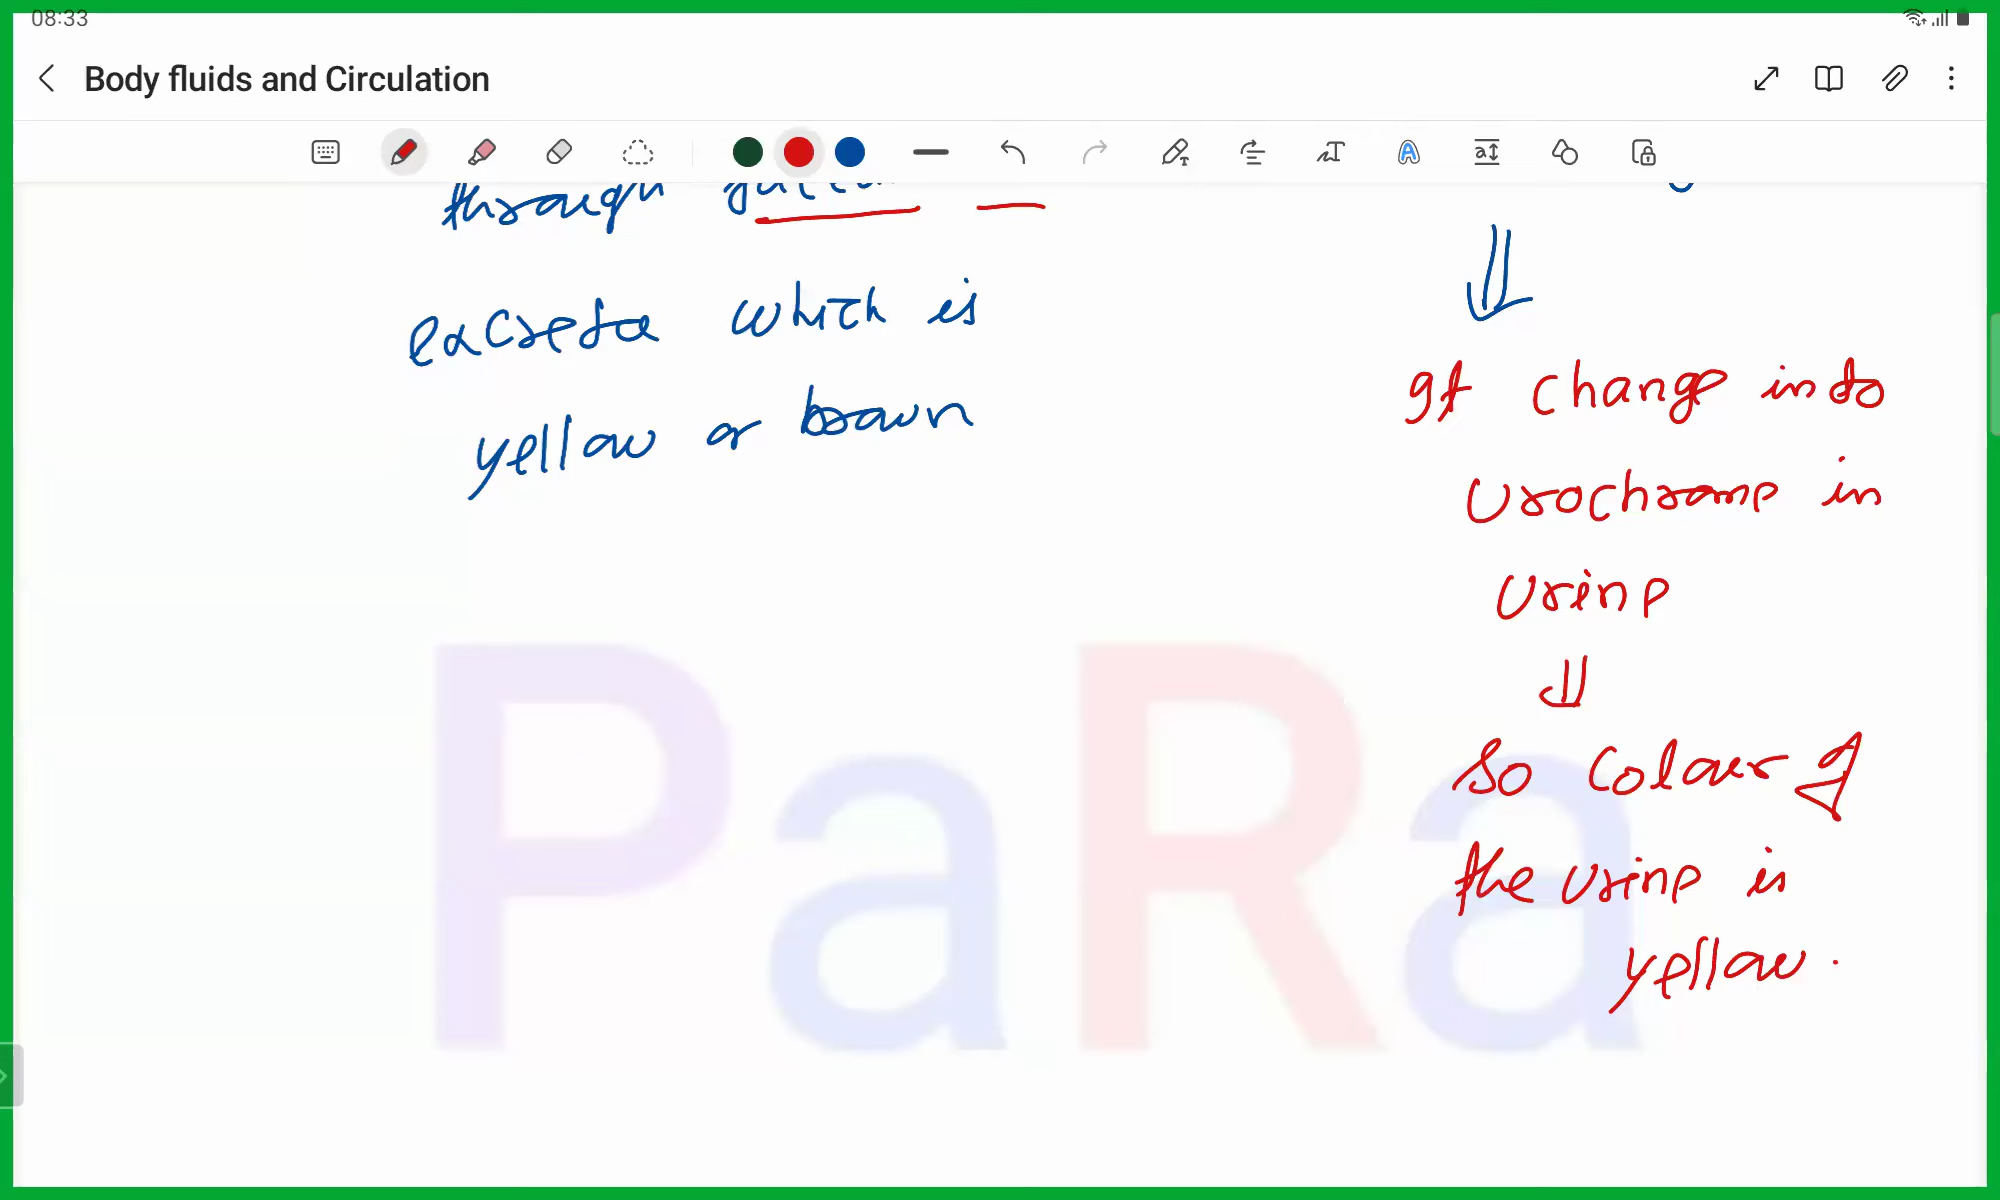 08:33
Body fluids and Circulation
through
excreta which is
yellow or brown
It change into
Urochrome in
Urine
So Colour of
the Urine is
yellow.
PaRa